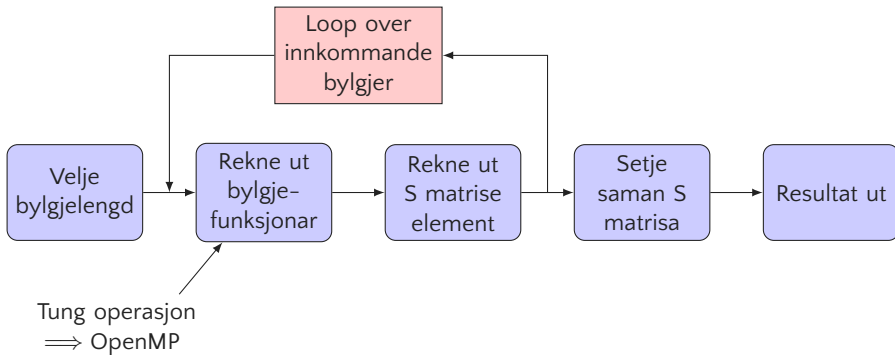 Loop over
innkommande
bylgjer
Velje
bylgjelengd
Rekne ut
bylgje-
funksjonar
Rekne ut
S matrise
element
Setje
saman S
matrisa
Resultat ut
Tung operasjon
⟹ OpenMP